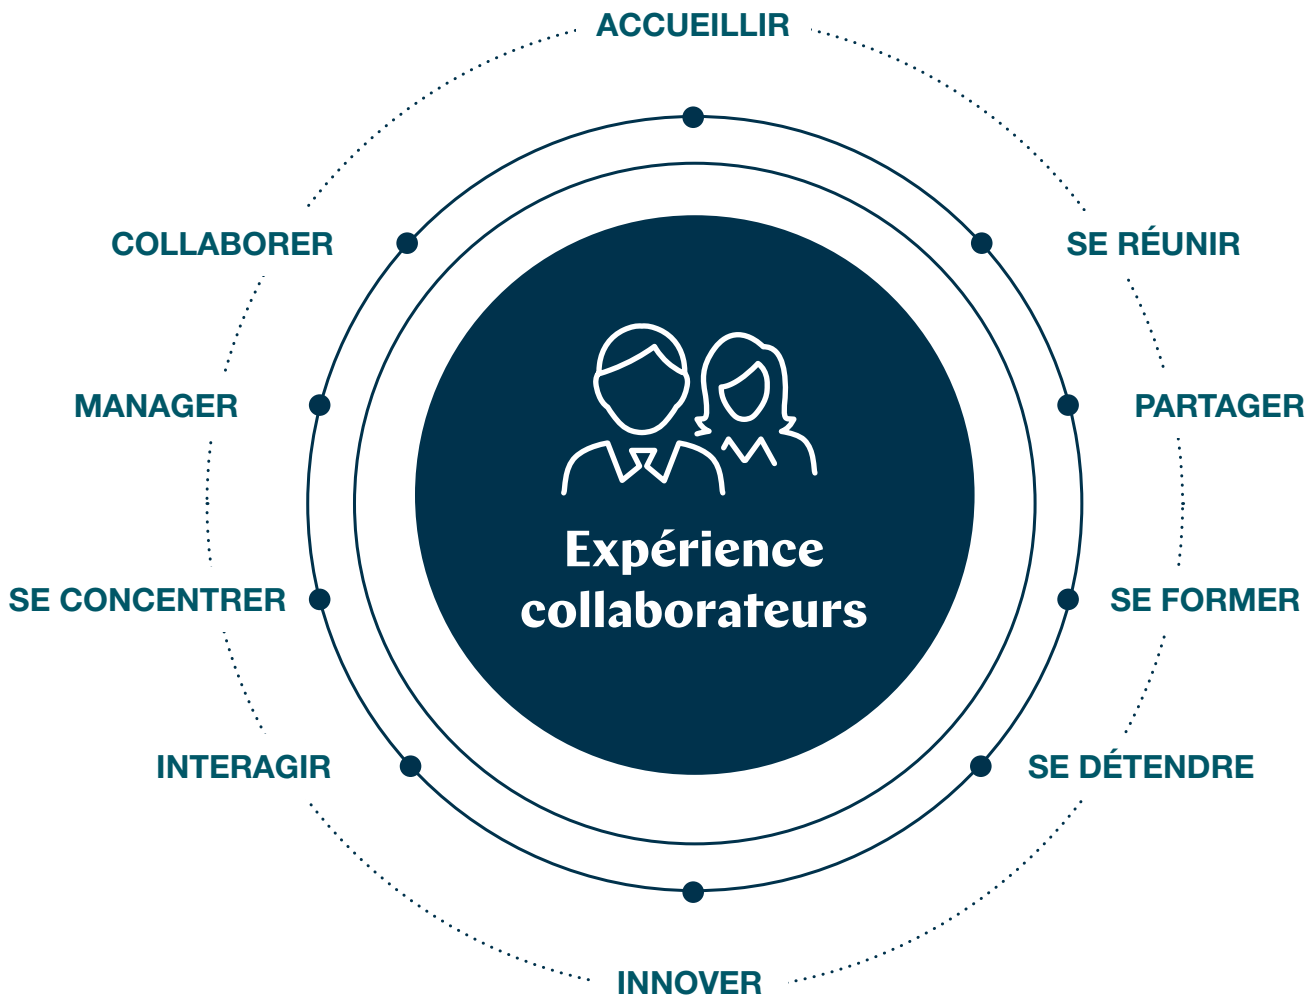 ACCUEILLIR
COLLABORER
SE RÉUNIR
MANAGER
PARTAGER
Expérience
collaborateurs
SE CONCENTRER
SE FORMER
INTERAGIR
SE DÉTENDRE
INNOVER